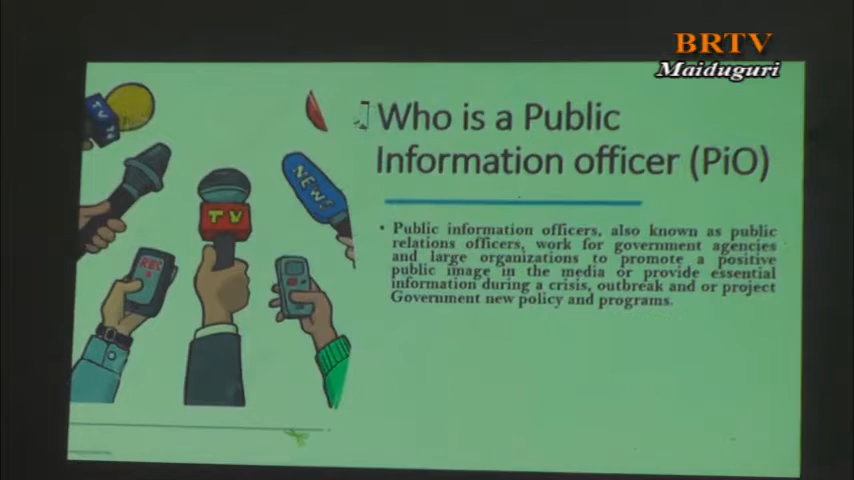 BRTV
Maiduguri
Who is a Public
Information officer (PiO)
• Public information officers, also known as public
relations officers, work for government agencies
and large organizations to promote a positive
public image in the media or provide essential
information during a crisis, outbreak and or project
Government new policy and programs.
TV
NEWS
TV
REC